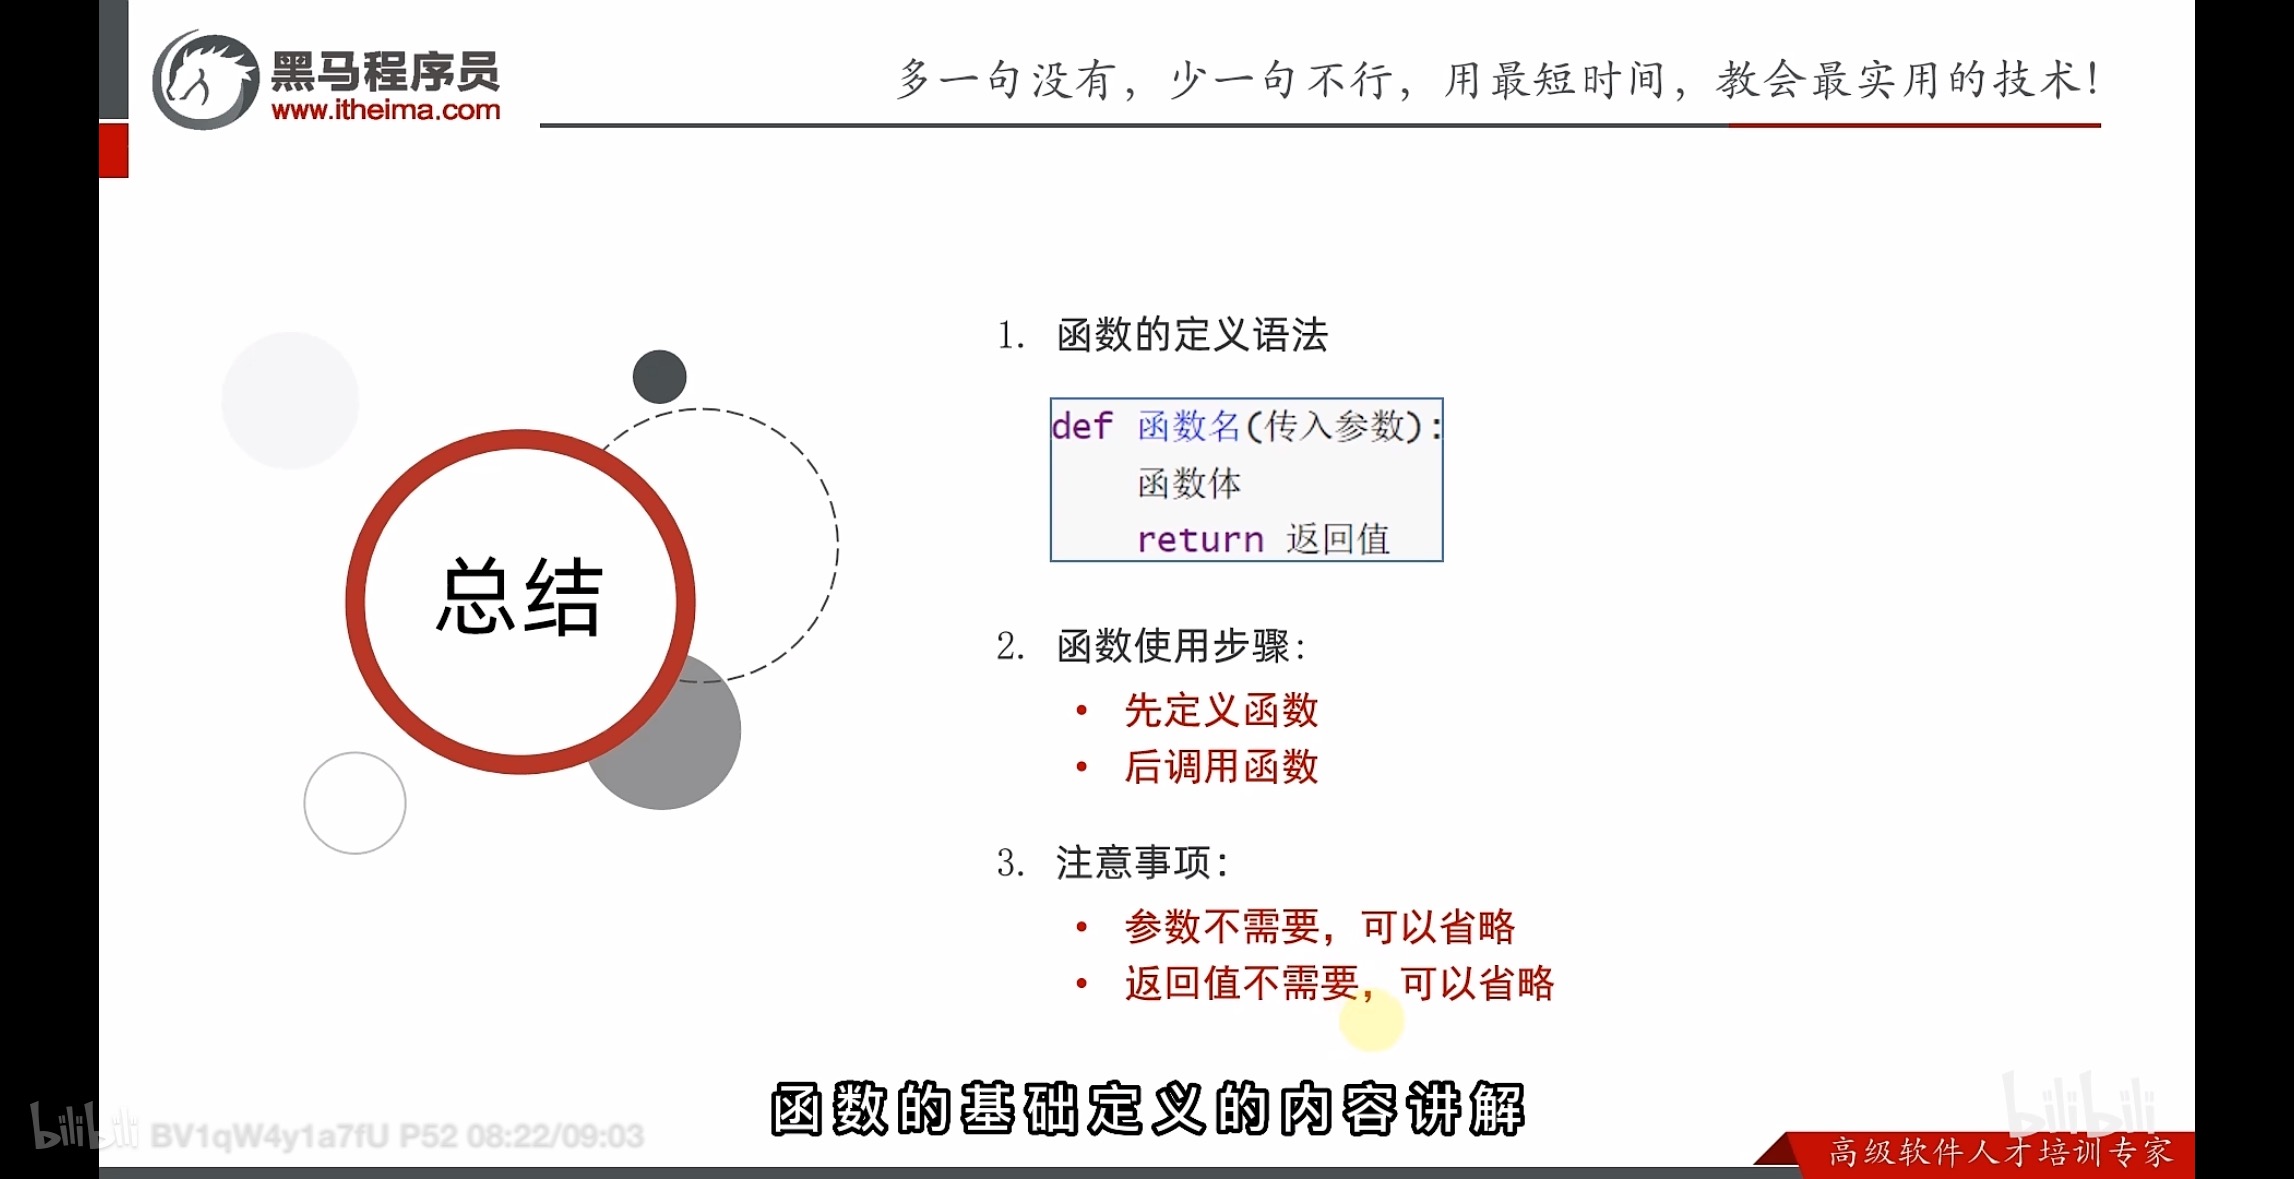 黑马程序员
www.itheima.com
多一句没有，少一句不行，用最短时间，教会最实用的技术！
总结
1. 函数的定义语法
def 函数名(传入参数):
函数体
return 返回值
2. 函数使用步骤：
• 先定义函数
• 后调用函数
3. 注意事项：
• 参数不需要，可以省略
• 返回值不需要，可以省略
函数的基础定义的内容讲解
bilibili BV1qW4y1a7fU P52 08:22/09:03
bilibili
高级软件人才培训专家